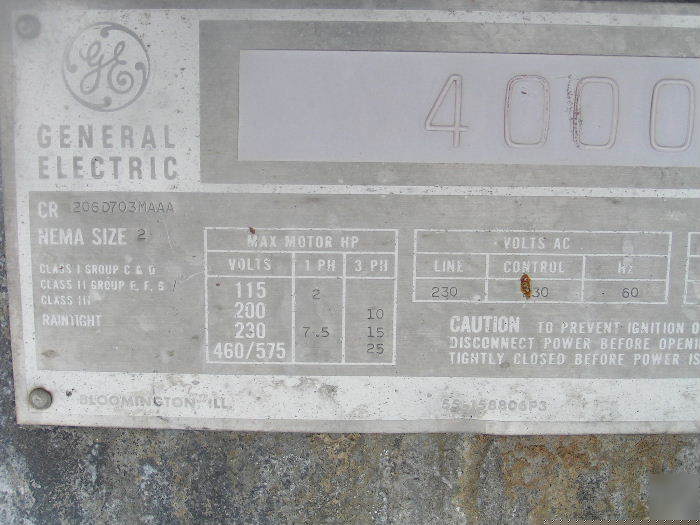 GE
4000
GENERAL
ELECTRIC
CR 206D703MAAA
NEMA SIZE 2
CLASS I GROUP C & D
CLASS II GROUP E, F, G
CLASS III
RAINTIGHT
MAX MOTOR HP
VOLTS 1 PH 3 PH
115 2
200 10
230 7.5 15
460/575 25
VOLTS AC
LINE CONTROL HZ
230 30 60
CAUTION TO PREVENT IGNITION
DISCONNECT POWER BEFORE OPENI
TIGHTLY CLOSED BEFORE POWER IS
BLOOMINGTON, ILL. 55-158806P3